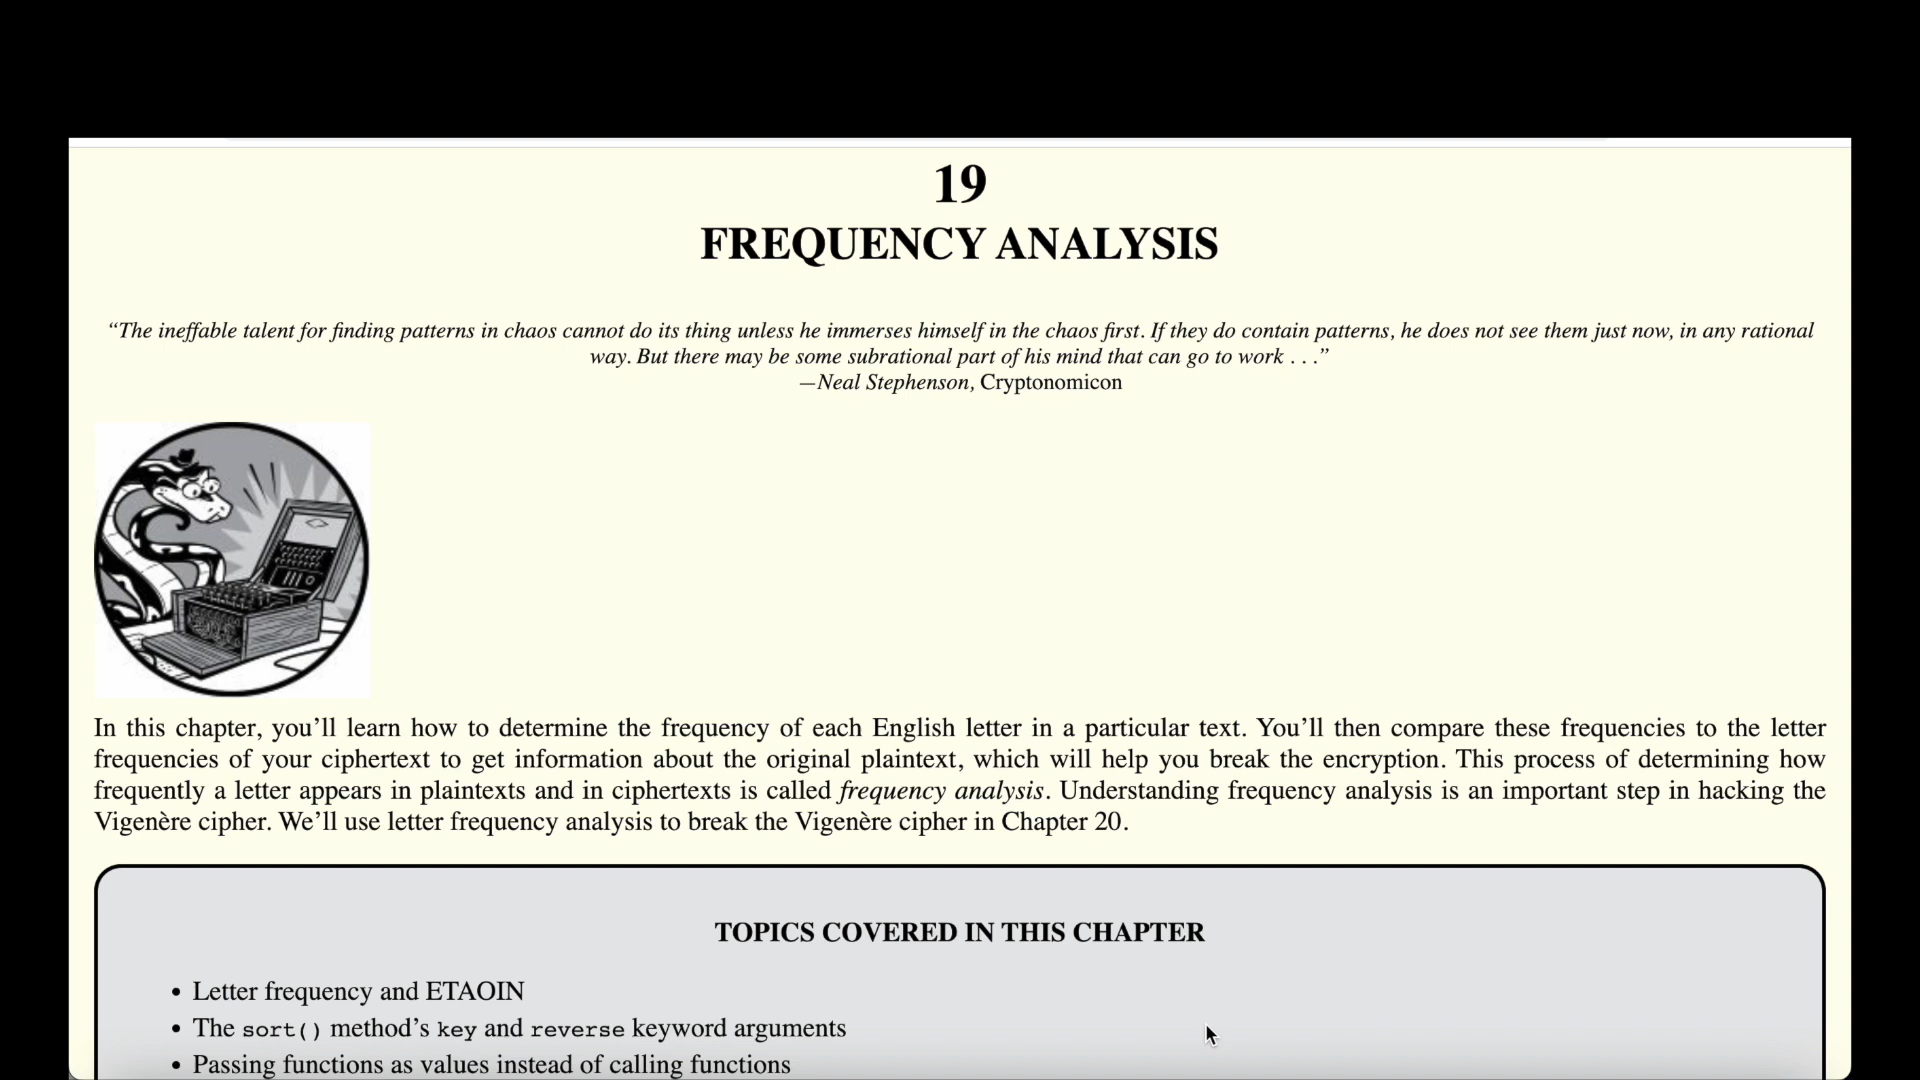 19
FREQUENCY ANALYSIS
“The ineffable talent for finding patterns in chaos cannot do its thing unless he immerses himself in the chaos first. If they do contain patterns, he does not see them just now, in any rational
way. But there may be some subrational part of his mind that can go to work . . .”
—Neal Stephenson, Cryptonomicon
In this chapter, you’ll learn how to determine the frequency of each English letter in a particular text. You’ll then compare these frequencies to the letter
frequencies of your ciphertext to get information about the original plaintext, which will help you break the encryption. This process of determining how
frequently a letter appears in plaintexts and in ciphertexts is called frequency analysis. Understanding frequency analysis is an important step in hacking the
Vigenère cipher. We’ll use letter frequency analysis to break the Vigenère cipher in Chapter 20.
TOPICS COVERED IN THIS CHAPTER
• Letter frequency and ETAOIN
• The sort() method’s key and reverse keyword arguments
• Passing functions as values instead of calling functions